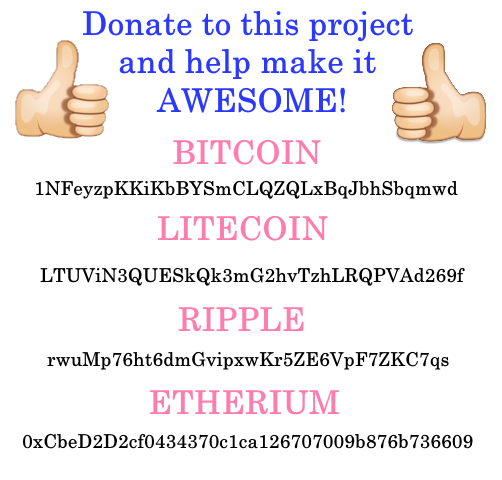 Donate to this project
and help make it
AWESOME!
BITCOIN
1NFeyzpKKiKbBYSmCLQZQLxBqJbhSbqmwd
LITECOIN
LTUViN3QUESkQk3mG2hvTzhLRQPVAd269f
RIPPLE
rwuMp76ht6dmGvipxwKr5ZE6VpF7ZKC7qs
ETHERIUM
0xCbeD2D2cf0434370c1ca126707009b876b736609